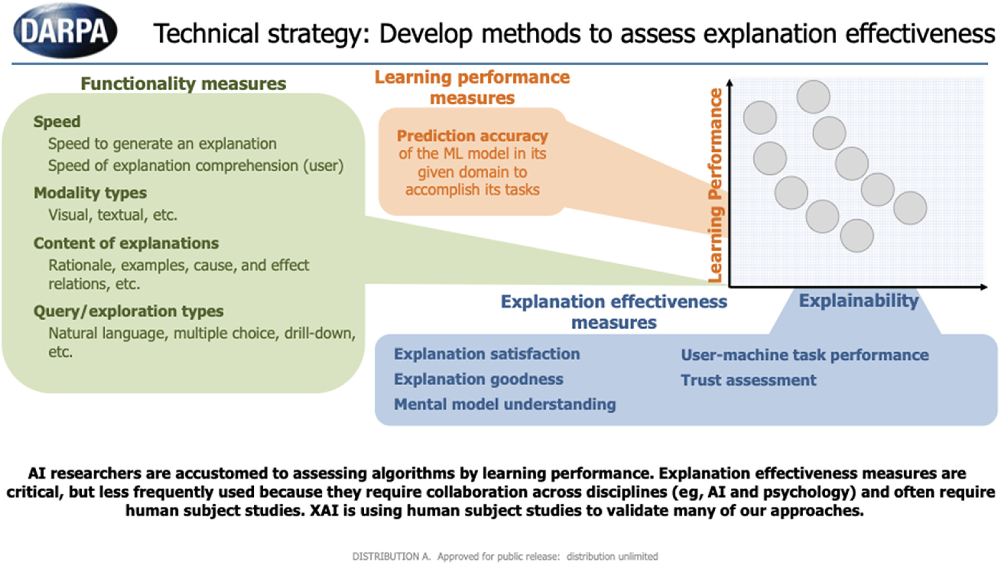 DARPA
Technical strategy: Develop methods to assess explanation effectiveness
Functionality measures
Speed
Speed to generate an explanation
Speed of explanation comprehension (user)
Modality types
Visual, textual, etc.
Content of explanations
Rationale, examples, cause, and effect
relations, etc.
Query/exploration types
Natural language, multiple choice, drill-down,
etc.
Learning performance
measures
Prediction accuracy
of the ML model in its
given domain to
accomplish its tasks
Learning Performance
Explainability
Explanation effectiveness
measures
Explanation satisfaction
Explanation goodness
Mental model understanding
User-machine task performance
Trust assessment
AI researchers are accustomed to assessing algorithms by learning performance. Explanation effectiveness measures are
critical, but less frequently used because they require collaboration across disciplines (eg, AI and psychology) and often require
human subject studies. XAI is using human subject studies to validate many of our approaches.
DISTRIBUTION A. Approved for public release: distribution unlimited